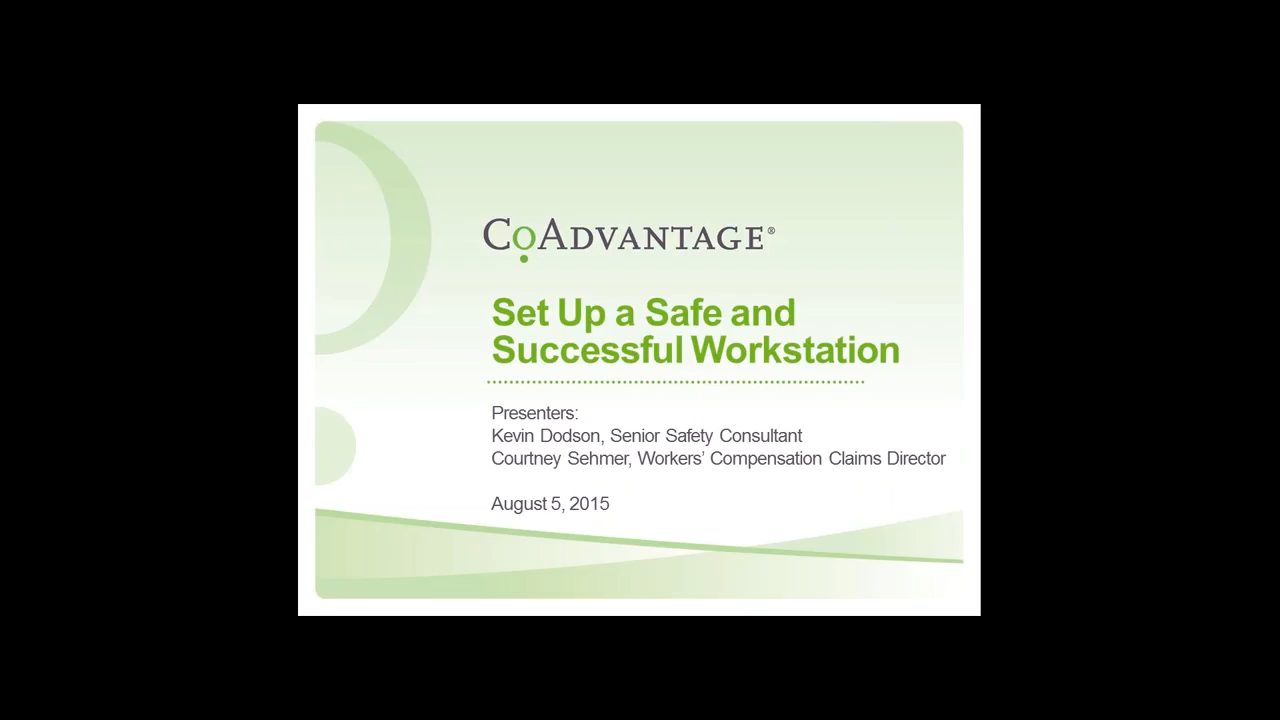 CoAdvantage®
Set Up a Safe and
Successful Workstation
Presenters:
Kevin Dodson, Senior Safety Consultant
Courtney Sehmer, Workers’ Compensation Claims Director
August 5, 2015